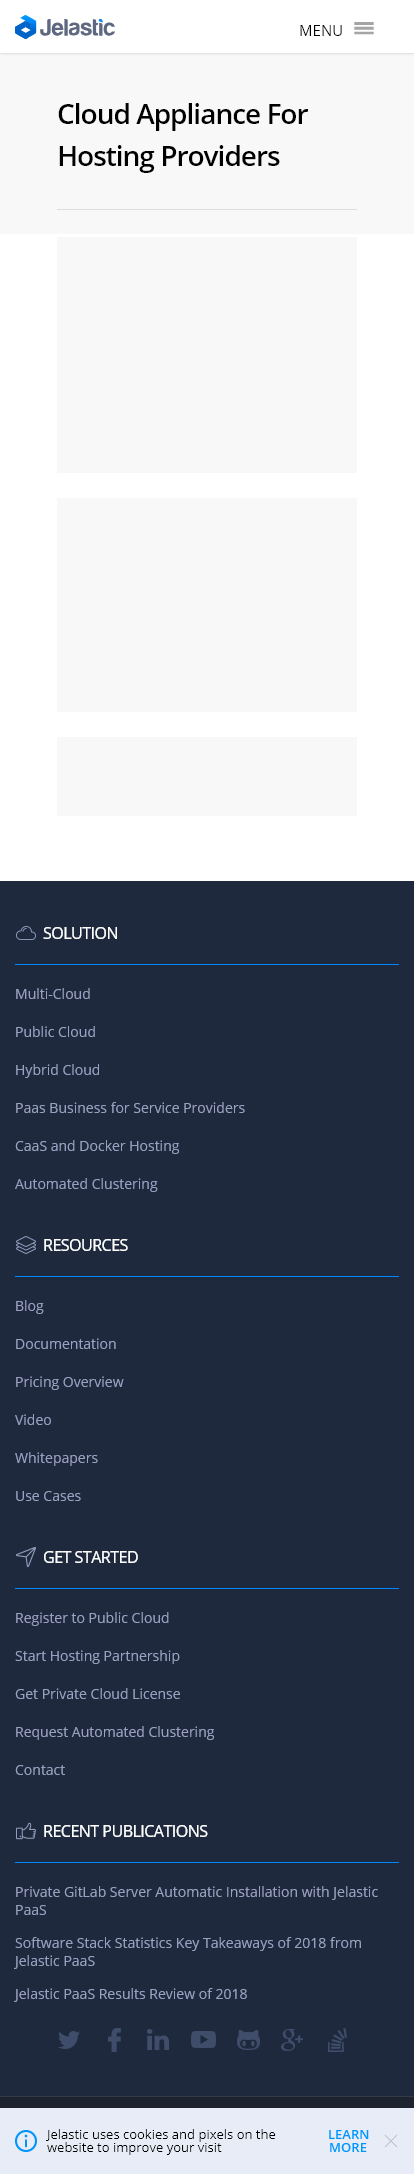 Jelastic
MENU
Cloud Appliance For
Hosting Providers
SOLUTION
Multi-Cloud
Public Cloud
Hybrid Cloud
Paas Business for Service Providers
CaaS and Docker Hosting
Automated Clustering
RESOURCES
Blog
Documentation
Pricing Overview
Video
Whitepapers
Use Cases
GET STARTED
Register to Public Cloud
Start Hosting Partnership
Get Private Cloud License
Request Automated Clustering
Contact
RECENT PUBLICATIONS
Private GitLab Server Automatic Installation with Jelastic
PaaS
Software Stack Statistics Key Takeaways of 2018 from
Jelastic PaaS
Jelastic PaaS Results Review of 2018
Jelastic uses cookies and pixels on the
website to improve your visit
LEARN
MORE